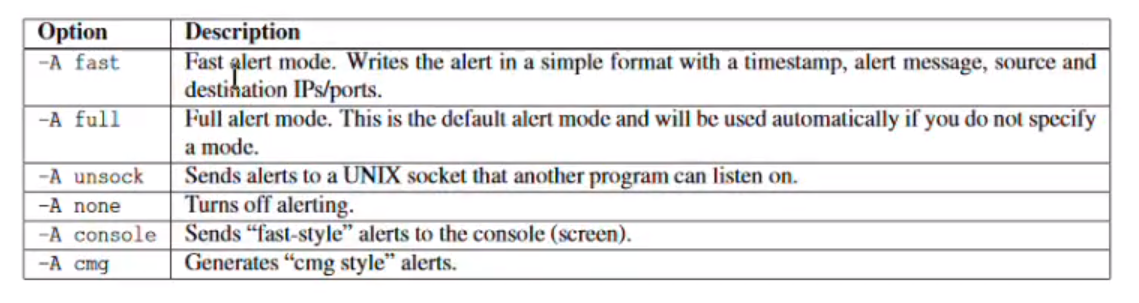 Option Description
-A fast Fast alert mode. Writes the alert in a simple format with a timestamp, alert message, source and
destination IPs/ports.
-A full Full alert mode. This is the default alert mode and will be used automatically if you do not specify
a mode.
-A unsock Sends alerts to a UNIX socket that another program can listen on.
-A none Turns off alerting.
-A console Sends “fast-style” alerts to the console (screen).
-A cmg Generates “cmg style” alerts.